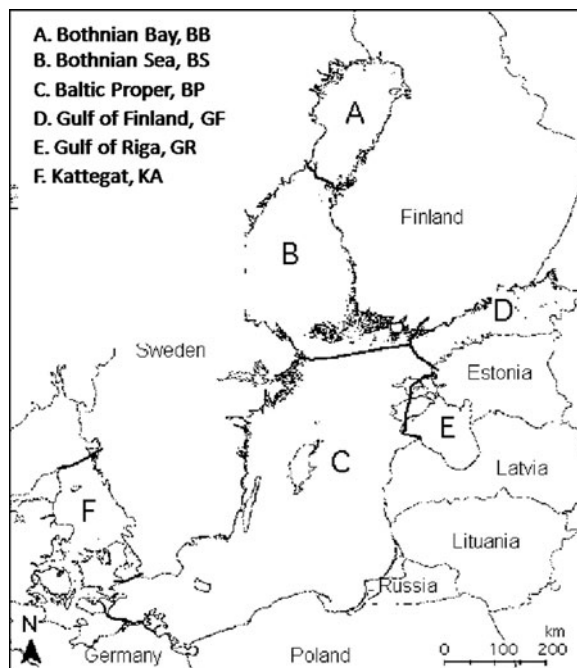 A. Bothnian Bay, BB
B. Bothnian Sea, BS
C. Baltic Proper, BP
D. Gulf of Finland, GF
E. Gulf of Riga, GR
F. Kattegat, KA
A
Finland
B
D
Sweden
Estonia
E
C
Latvia
F
Lituania
Russia
N
km
Germany
Poland
0 100 200